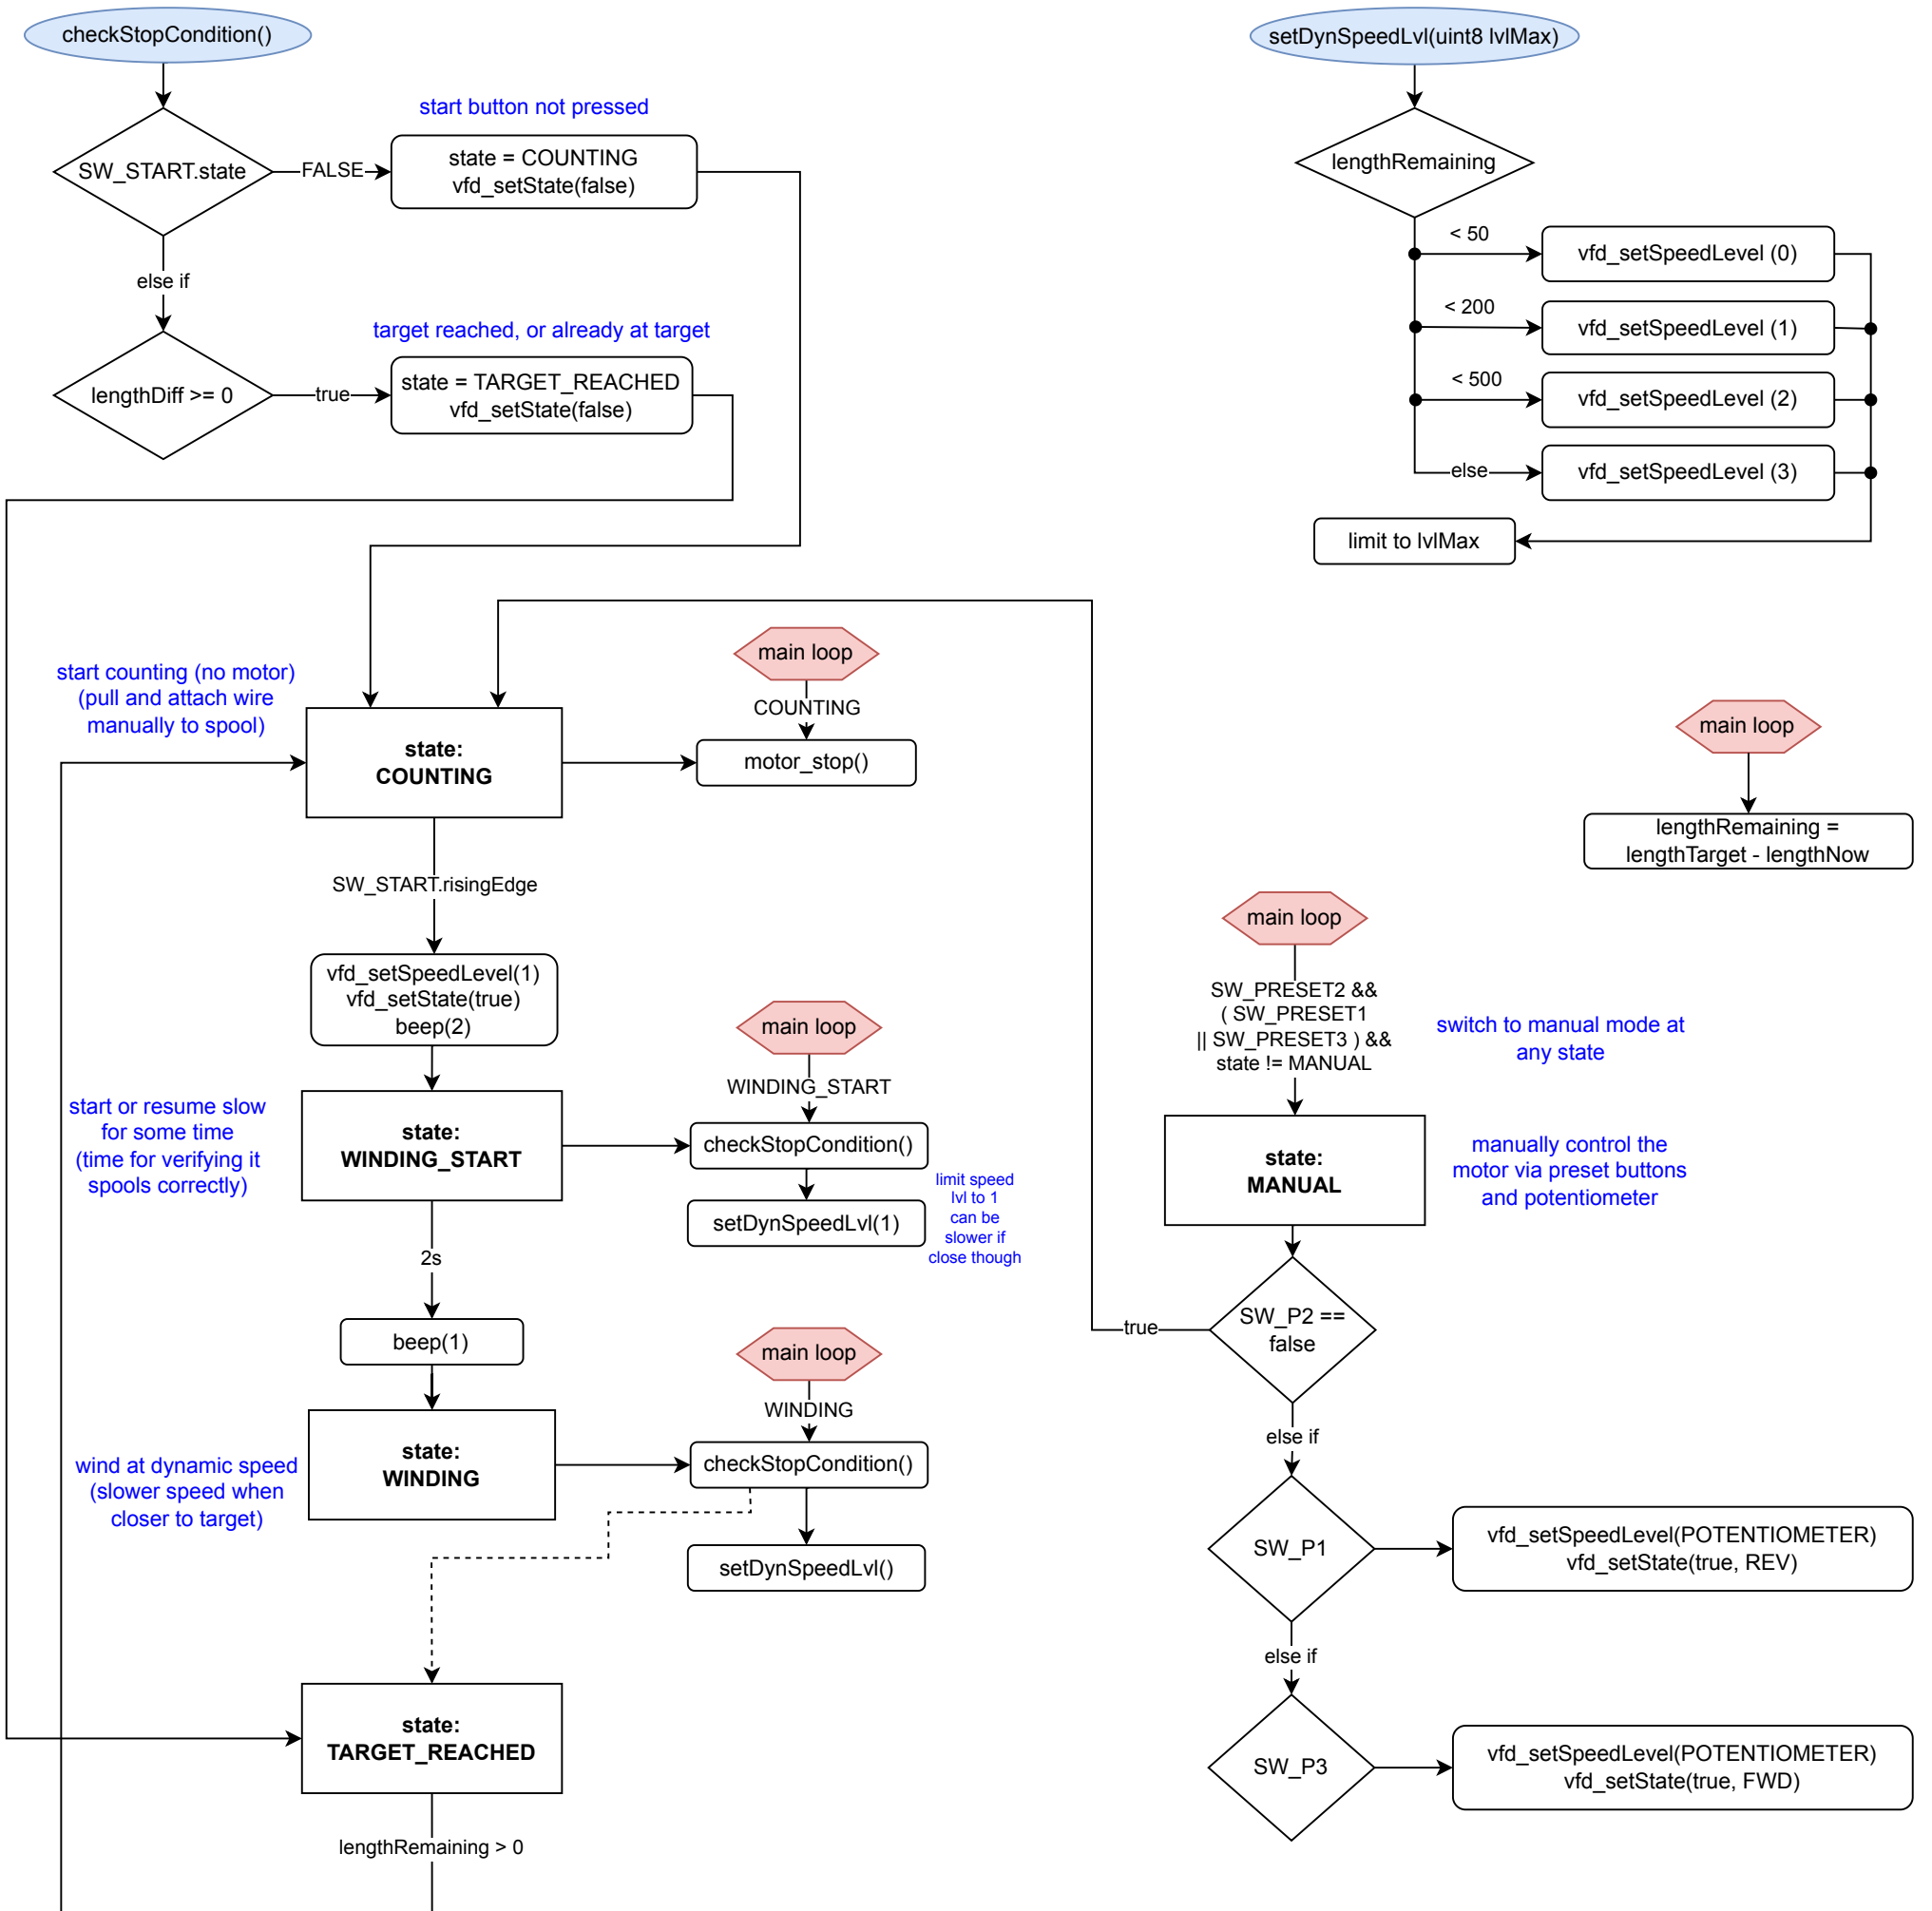 checkStopCondition()
SW_START.state
FALSE
start button not pressed
state = COUNTING
vfd_setState(false)
else if
lengthDiff >= 0
true
target reached, or already at target
state = TARGET_REACHED
vfd_setState(false)
setDynSpeedLvl(uint8 lvlMax)
lengthRemaining
< 50
vfd_setSpeedLevel (0)
< 200
vfd_setSpeedLevel (1)
< 500
vfd_setSpeedLevel (2)
else
vfd_setSpeedLevel (3)
limit to lvlMax
start counting (no motor)
(pull and attach wire
manually to spool)
state:
COUNTING
main loop
COUNTING
motor_stop()
SW_START.risingEdge
vfd_setSpeedLevel(1)
vfd_setState(true)
beep(2)
start or resume slow
for some time
(time for verifying it
spools correctly)
state:
WINDING_START
main loop
WINDING_START
checkStopCondition()
setDynSpeedLvl(1)
limit speed
lvl to 1
can be
slower if
close though
2s
beep(1)
wind at dynamic speed
(slower speed when
closer to target)
state:
WINDING
main loop
WINDING
checkStopCondition()
setDynSpeedLvl()
state:
TARGET_REACHED
lengthRemaining > 0
main loop
lengthRemaining =
lengthTarget - lengthNow
main loop
SW_PRESET2 &&
( SW_PRESET1
|| SW_PRESET3 ) &&
state != MANUAL
switch to manual mode at
any state
state:
MANUAL
manually control the
motor via preset buttons
and potentiometer
SW_P2 ==
false
true
else if
SW_P1
vfd_setSpeedLevel(POTENTIOMETER)
vfd_setState(true, REV)
else if
SW_P3
vfd_setSpeedLevel(POTENTIOMETER)
vfd_setState(true, FWD)